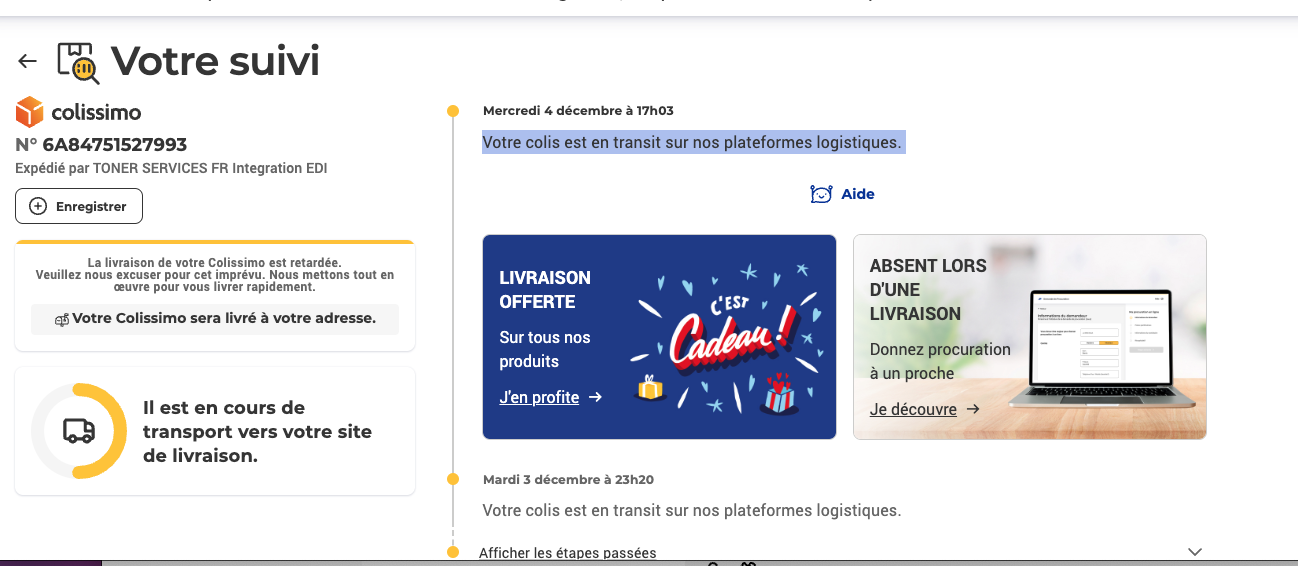 Votre suivi
colissimo
N° 6A84751527993
Expédié par TONER SERVICES FR Integration EDI
Enregistrer
La livraison de votre Colissimo est retardée.
Veuillez nous excuser pour cet imprévu. Nous mettons tout en
œuvre pour vous livrer rapidement.
Votre Colissimo sera livré à votre adresse.
Il est en cours de
transport vers votre site
de livraison.
Mercredi 4 décembre à 17h03
Votre colis est en transit sur nos plateformes logistiques.
Aide
LIVRAISON
OFFERTE
Sur tous nos
produits
J'en profite
C'EST
Cadeau !
ABSENT LORS
D'UNE
LIVRAISON
Donnez procuration
à un proche
Je découvre
Mardi 3 décembre à 23h20
Votre colis est en transit sur nos plateformes logistiques.
Afficher les étapes passées